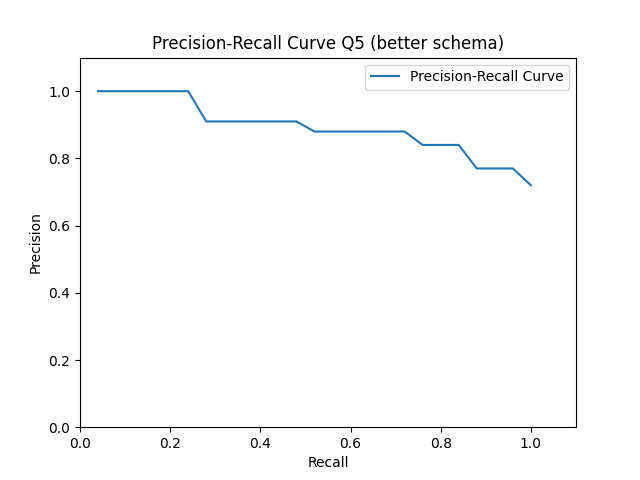 Precision-Recall Curve Q5 (better schema)
Precision-Recall Curve
1.0
0.8
0.6
0.4
0.2
0.0
Precision
0.0 0.2 0.4 0.6 0.8 1.0
Recall